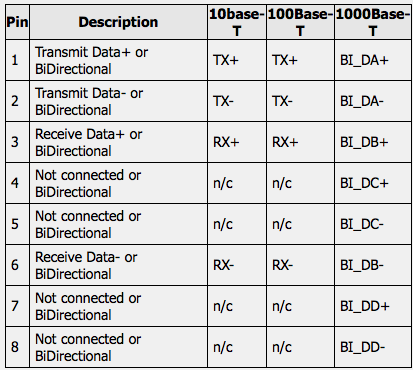 Pin Description 10base-T 100Base-T 1000Base-T
1 Transmit Data+ or BiDirectional TX+ TX+ BI_DA+
2 Transmit Data- or BiDirectional TX- TX- BI_DA-
3 Receive Data+ or BiDirectional RX+ RX+ BI_DB+
4 Not connected or BiDirectional n/c n/c BI_DC+
5 Not connected or BiDirectional n/c n/c BI_DC-
6 Receive Data- or BiDirectional RX- RX- BI_DB-
7 Not connected or BiDirectional n/c n/c BI_DD+
8 Not connected or BiDirectional n/c n/c BI_DD-